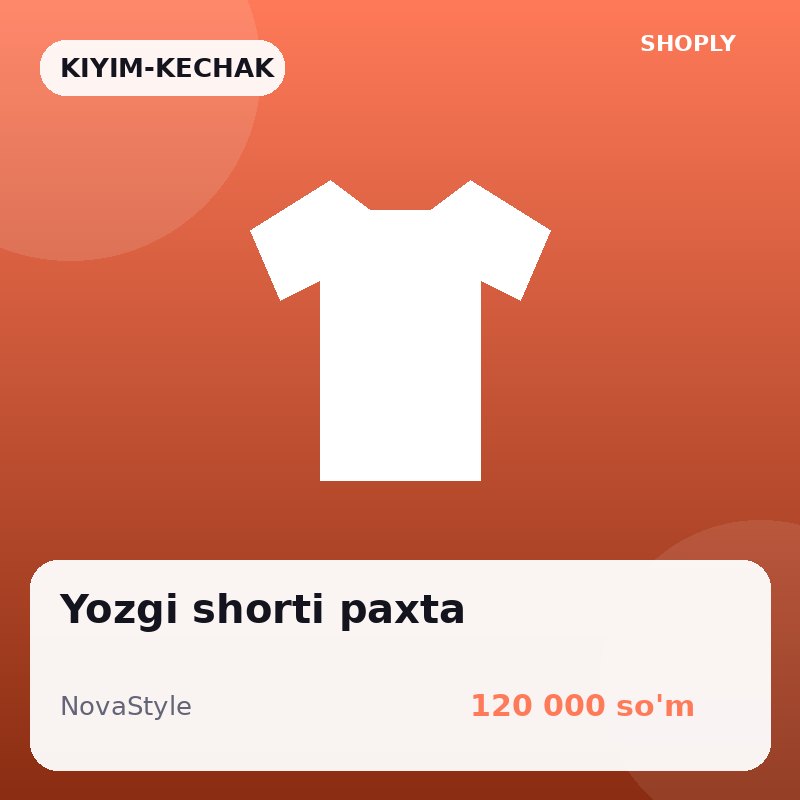 KIYIM-KECHAK
SHOPLY
Yozgi shorti paxta
NovaStyle
120 000 so'm